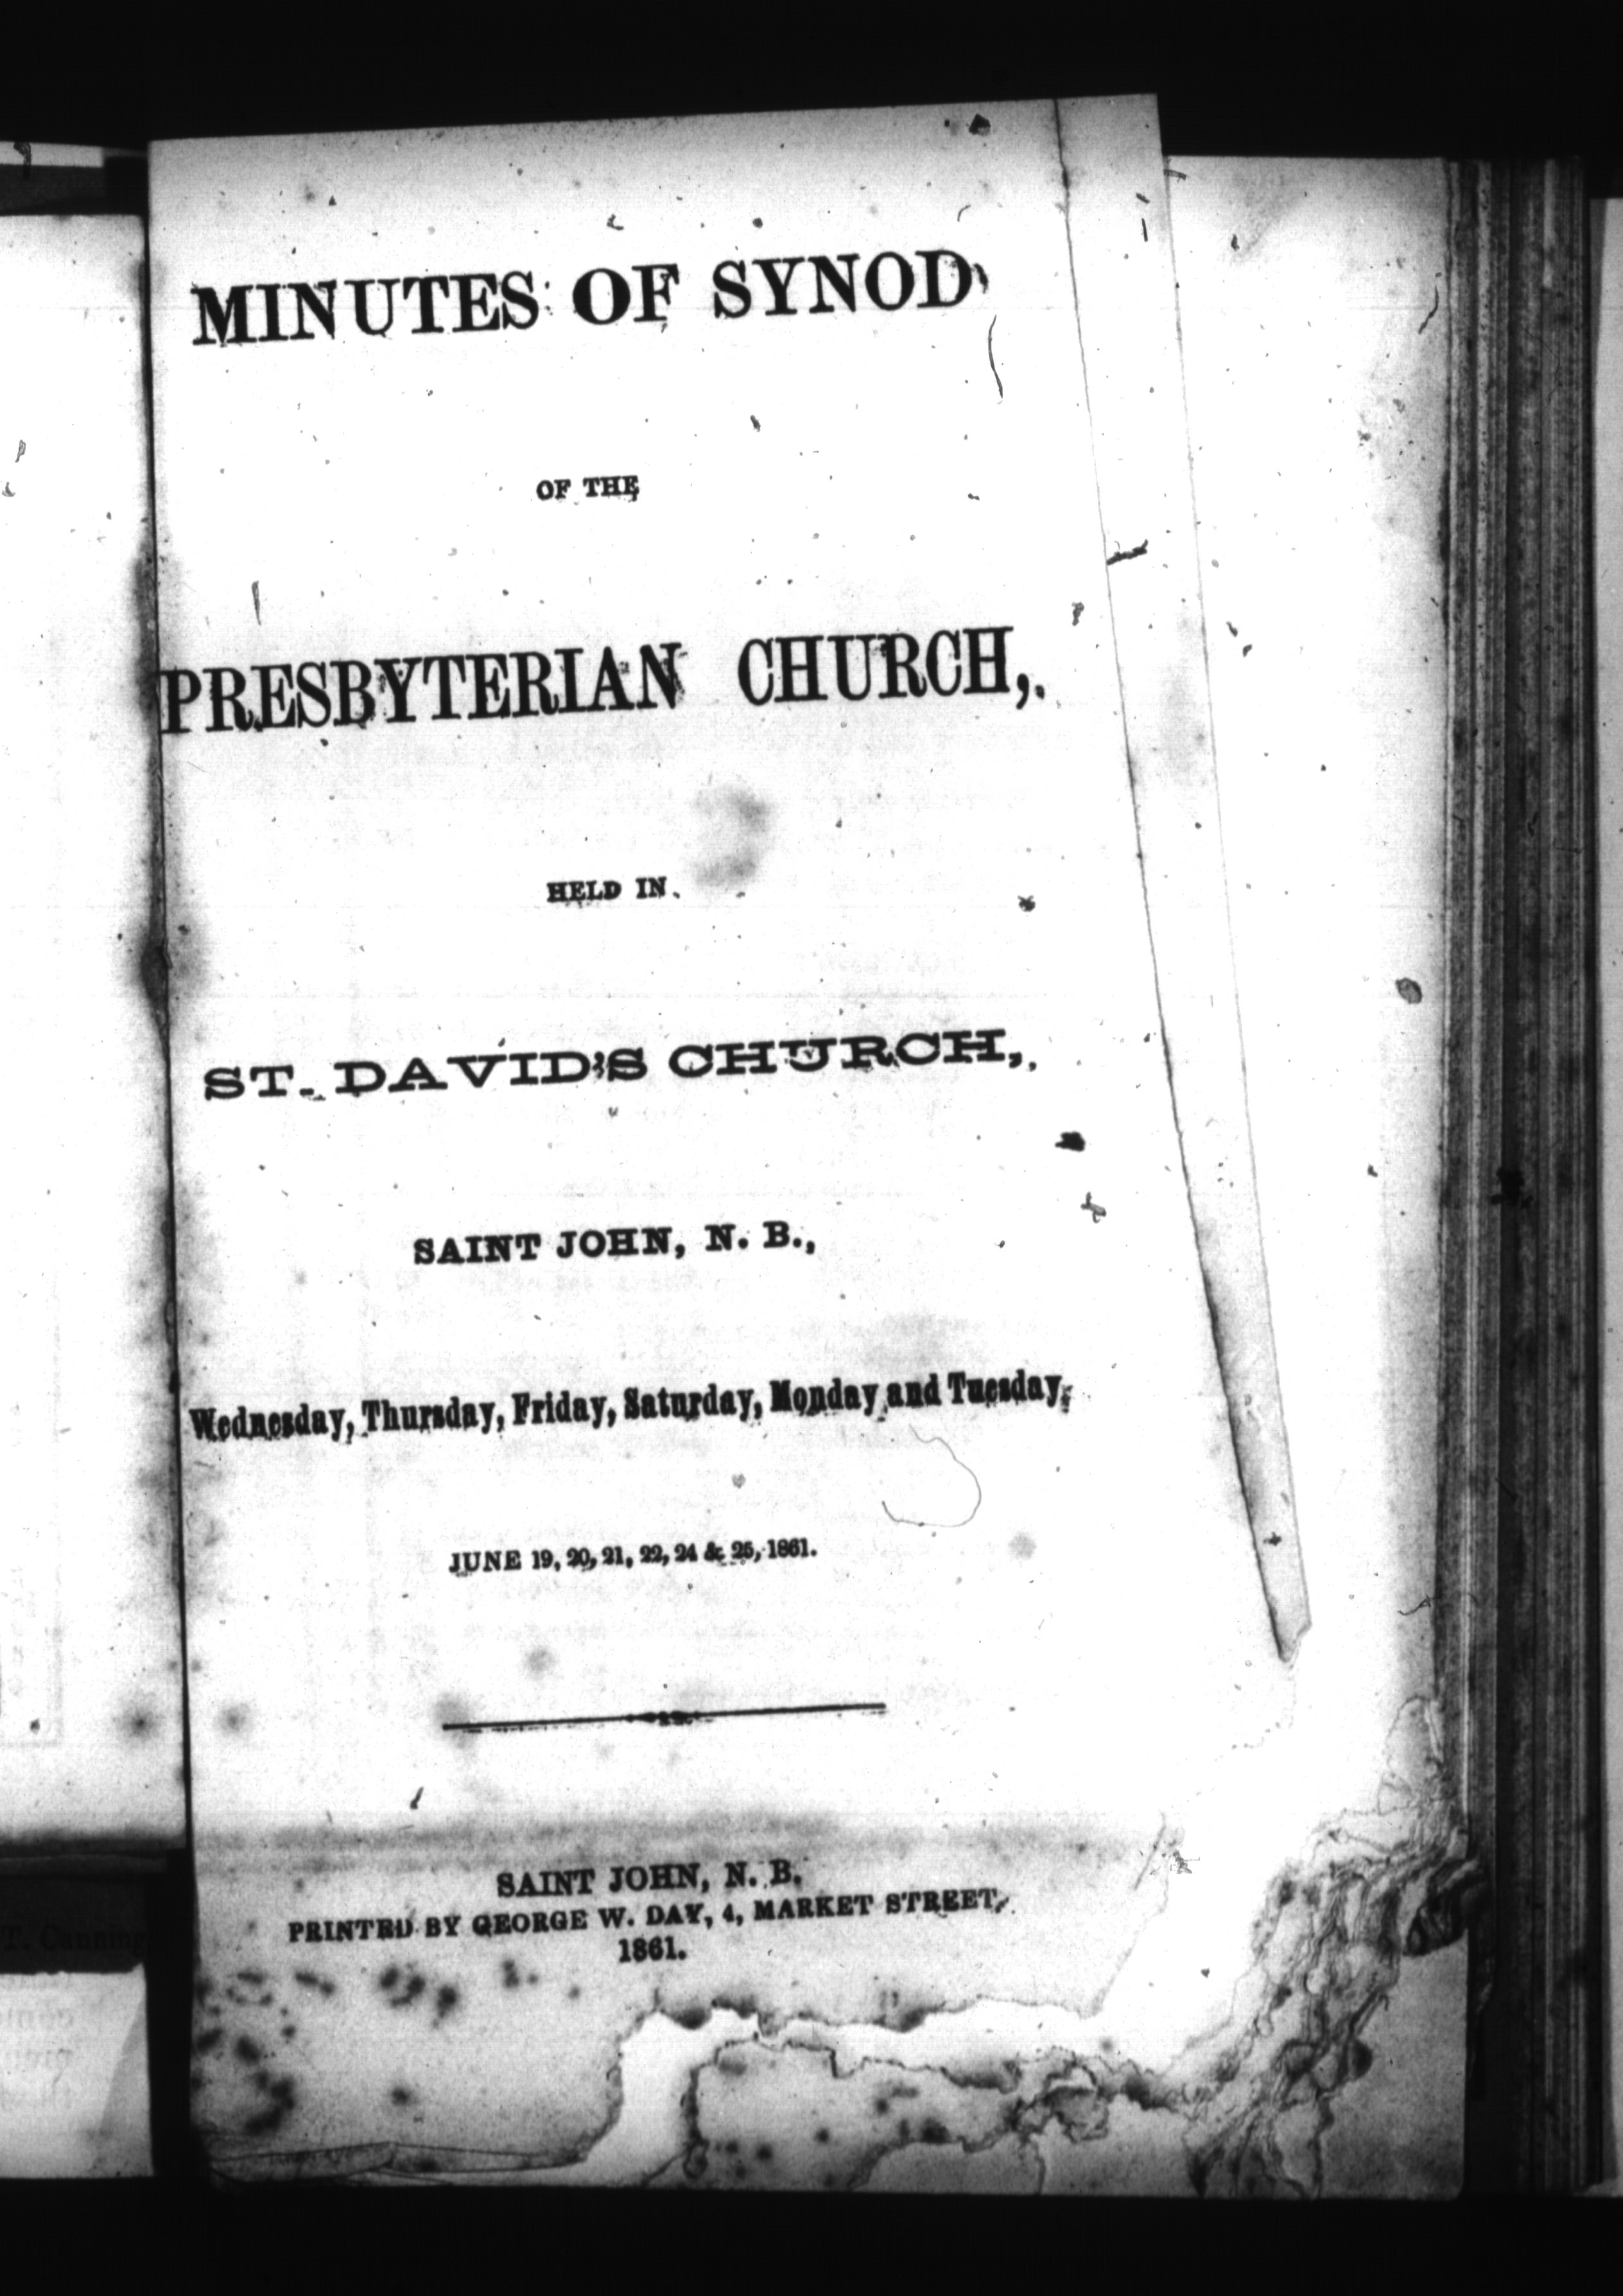 MINUTES OF SYNOD
OF THE
PRESBYTERIAN CHURCH,
HELD IN
ST. DAVID'S CHURCH,
SAINT JOHN, N. B.,
Wednesday, Thursday, Friday, Saturday, Monday and Tuesday,
JUNE 19, 20, 21, 22, 24 & 25, 1861.
SAINT JOHN, N. B.
PRINTED BY GEORGE W. DAY, 4, MARKET STREET.
1861.
T. Canning